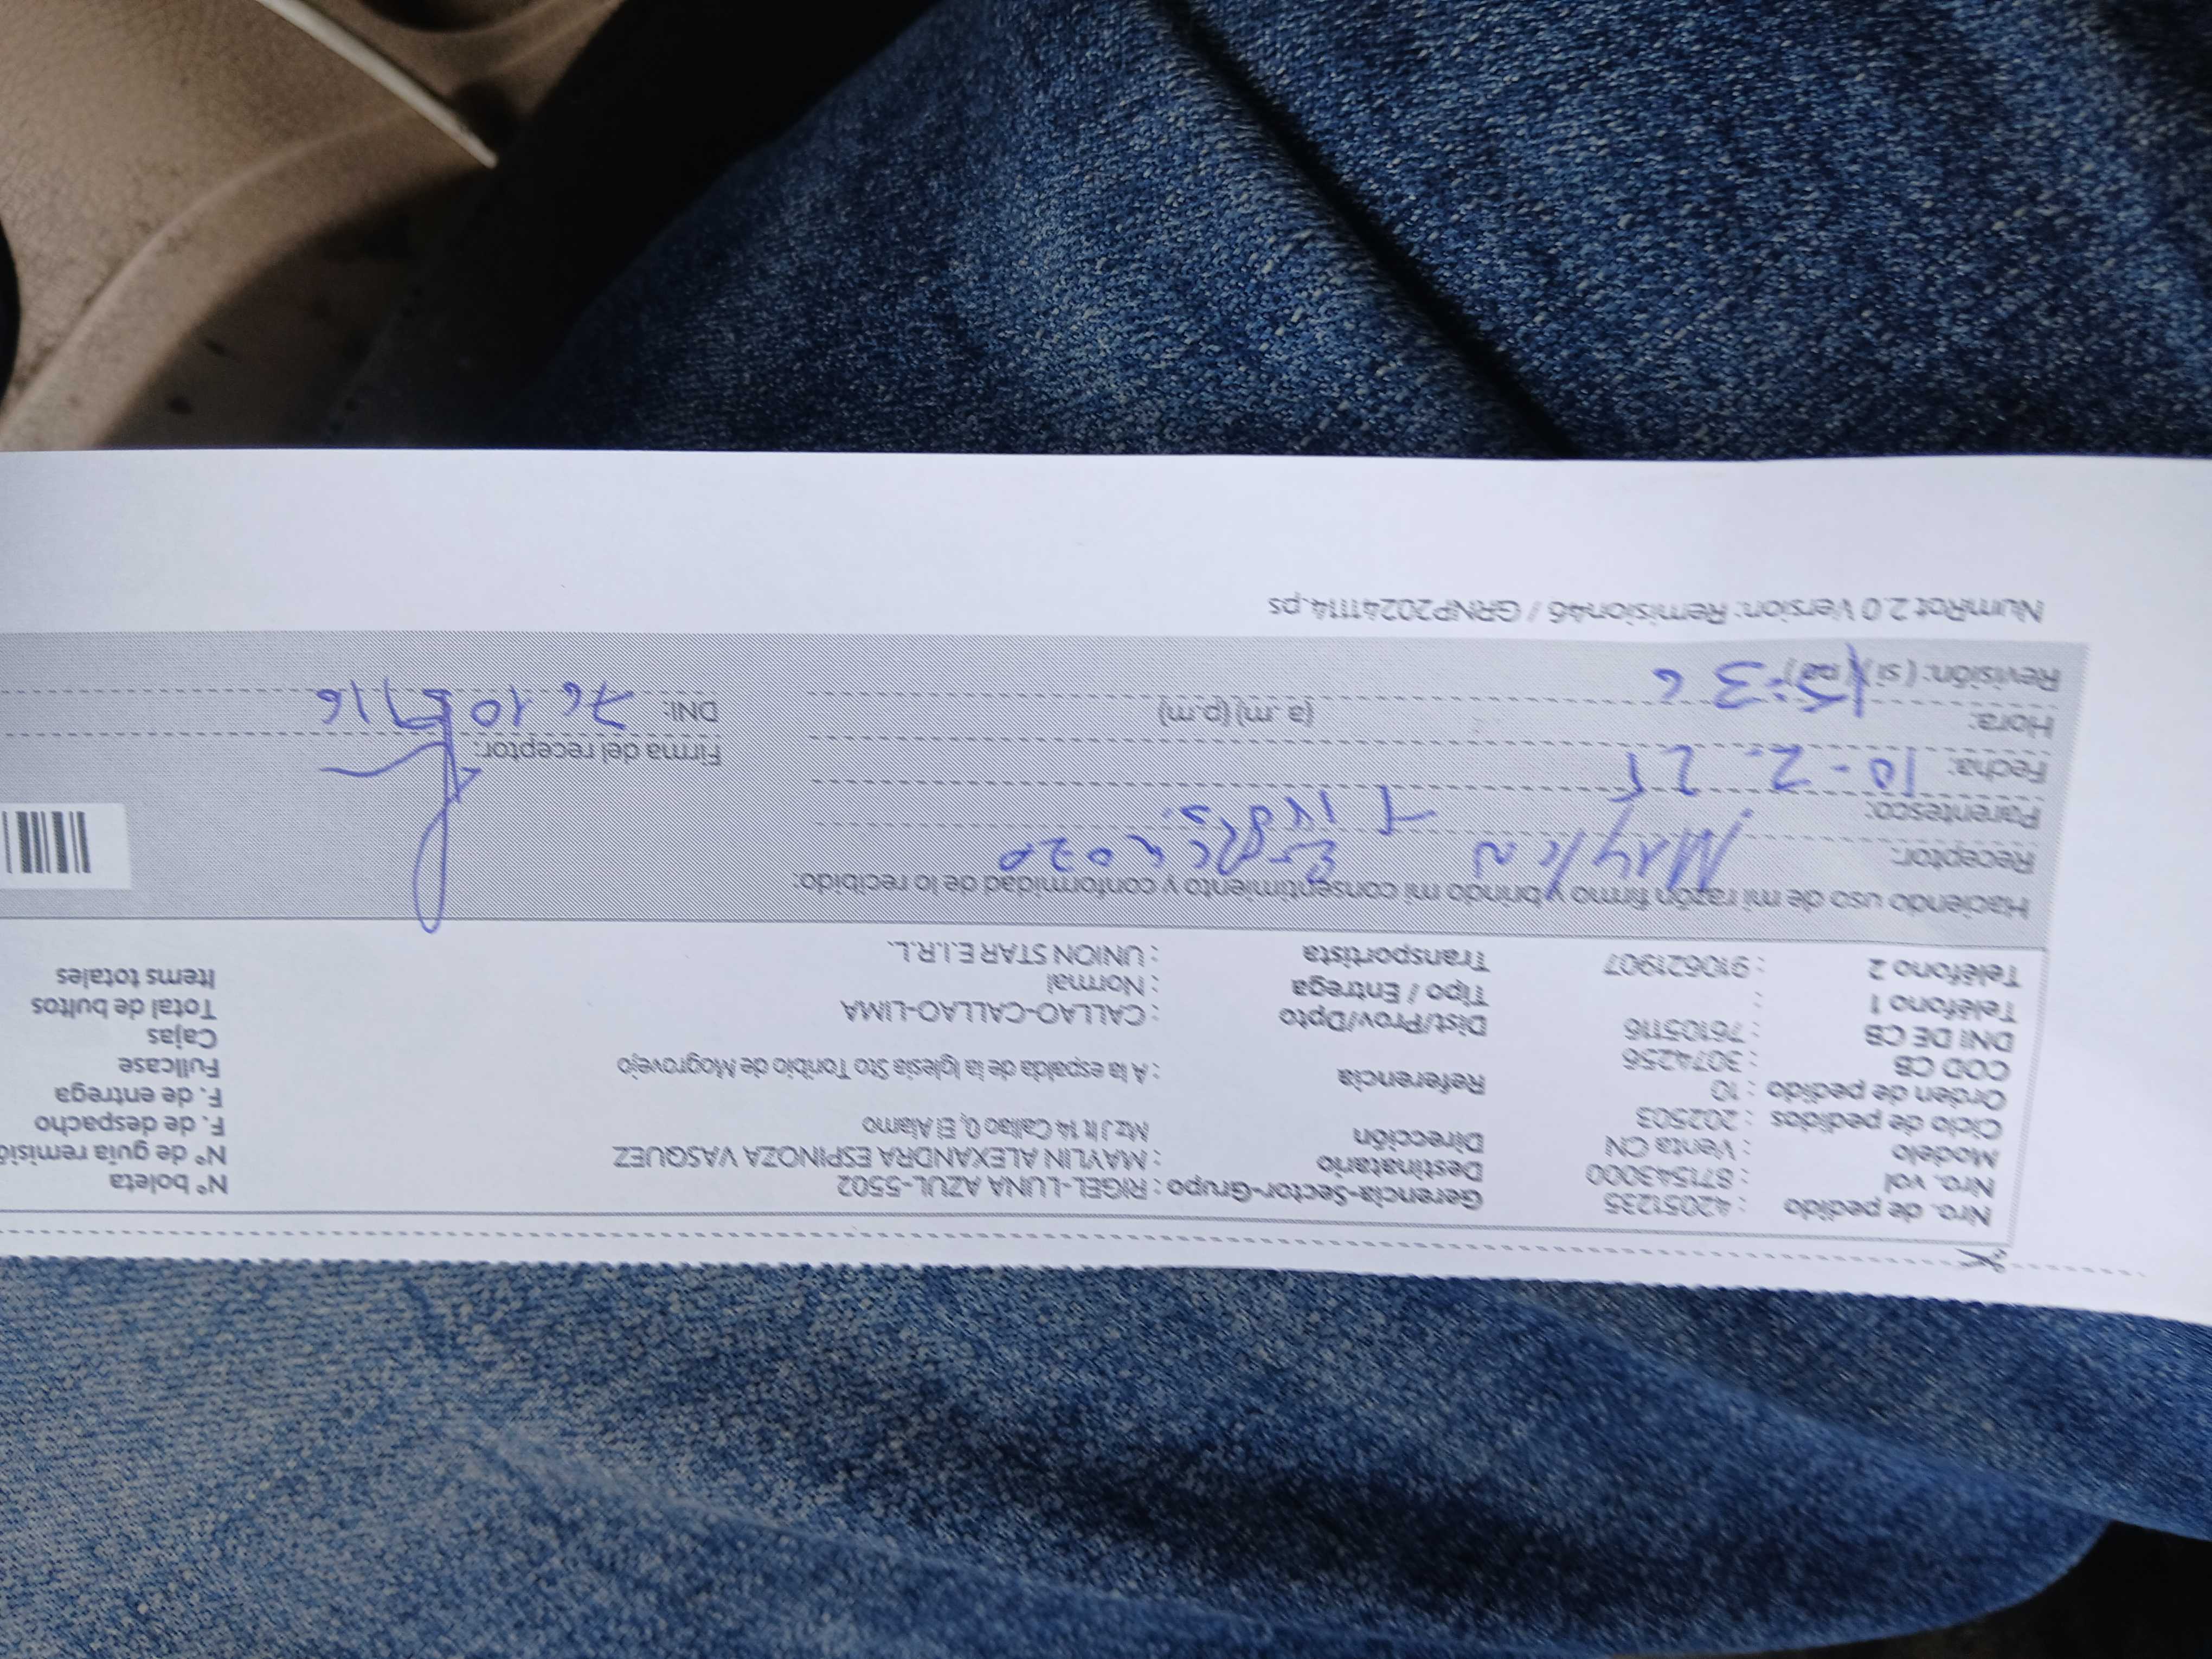 Nro. de pedido : 42051235 Gerencia-Sector-Grupo : RIGEL-LUNA AZUL-5502 N° boleta
Nro. vol : 871543000 Destinatario : MAYLIN ALEXANDRA ESPINOZA VASQUEZ N° de guía remisió
Modelo : Venta CN Dirección Mz J lt 14 Callao 0, El Alamo F. de despacho
Ciclo de pedidos : 202503 F. de entrega
Orden de pedido : 10 Referencia : A la espalda de la Iglesia Sto Toribio de Mogrovejo Fullcase
COD CB : 3074256 Cajas
DNI DE CB : 76105116 Dist/Prov/Dpto : CALLAO-CALLAO-LIMA Total de bultos
Teléfono 1 : Tipo / Entrega : Normal Items totales
Teléfono 2 : 910621907 Transportista : UNION STAR E.I.R.L.
Haciendo uso de mi razón firmo y brindo mi consentimiento y conformidad de lo recibido:
Receptor:
Parentesco:
Fecha: 10-2-25 Firma del receptor:
Hora: 15:36 (a .m) (p.m) DNI: 76105116
Revisión: ( si ) ( no )
NumRot 2.0 Version: Remision46 / GRNP20241114.ps